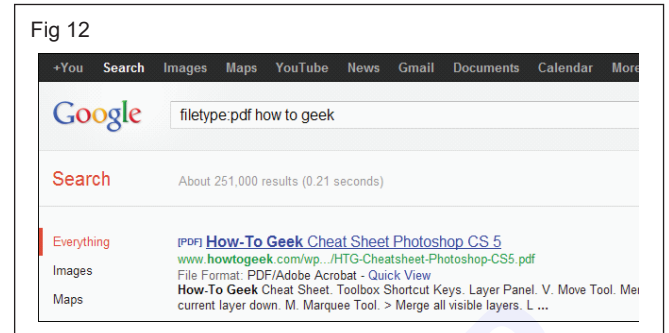 Fig 12
+You Search Images Maps YouTube News Gmail Documents Calendar More
Google
filetype:pdf how to geek
Search
About 251,000 results (0.21 seconds)
Everything
Images
Maps
[PDF] How-To Geek Cheat Sheet Photoshop CS 5
www.howtogeek.com/wp.../HTG-Cheatsheet-Photoshop-CS5.pdf
File Format: PDF/Adobe Acrobat - Quick View
How-To Geek Cheat Sheet. Toolbox Shortcut Keys. Layer Panel. V. Move Tool.
current layer down. M. Marquee Tool. > Merge all visible layers. L ...